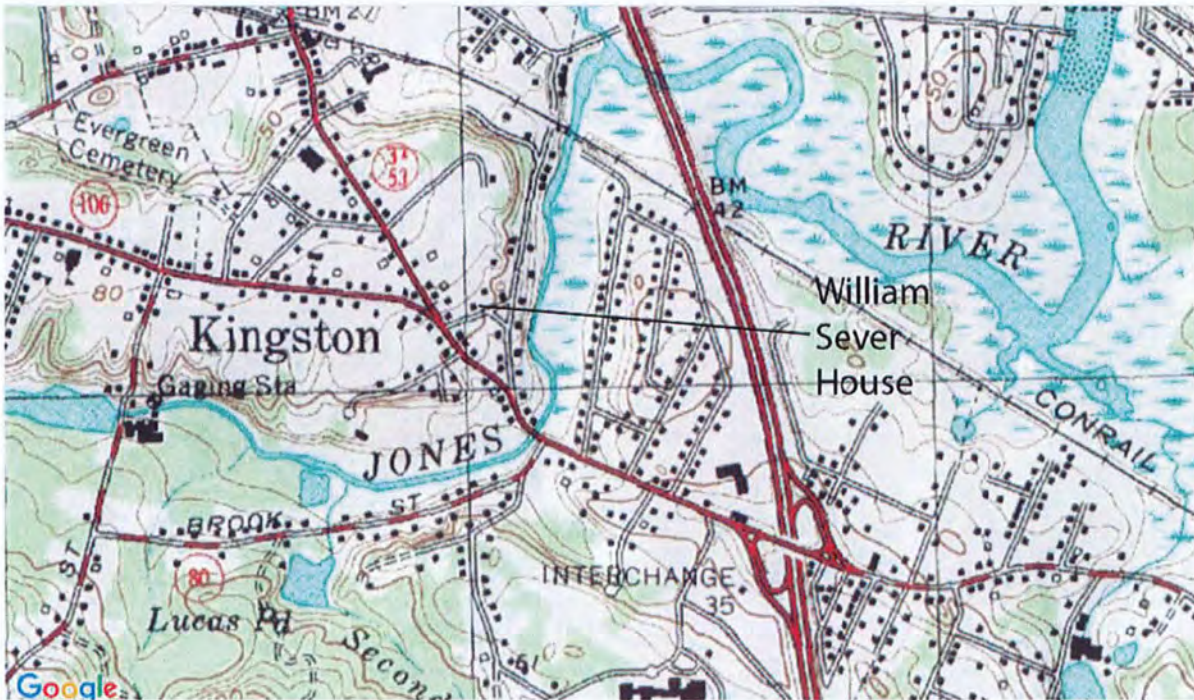 BM 27
Evergreen
Cemetery
50
3A
53
106
50
BM
42
RIVER
80
William
Sever
House
Kingston
Gaging Sta
JONES
CONRAIL
BROOK ST
ST
80
INTERCHANGE
35
Lucas Pd
Second
61
Google